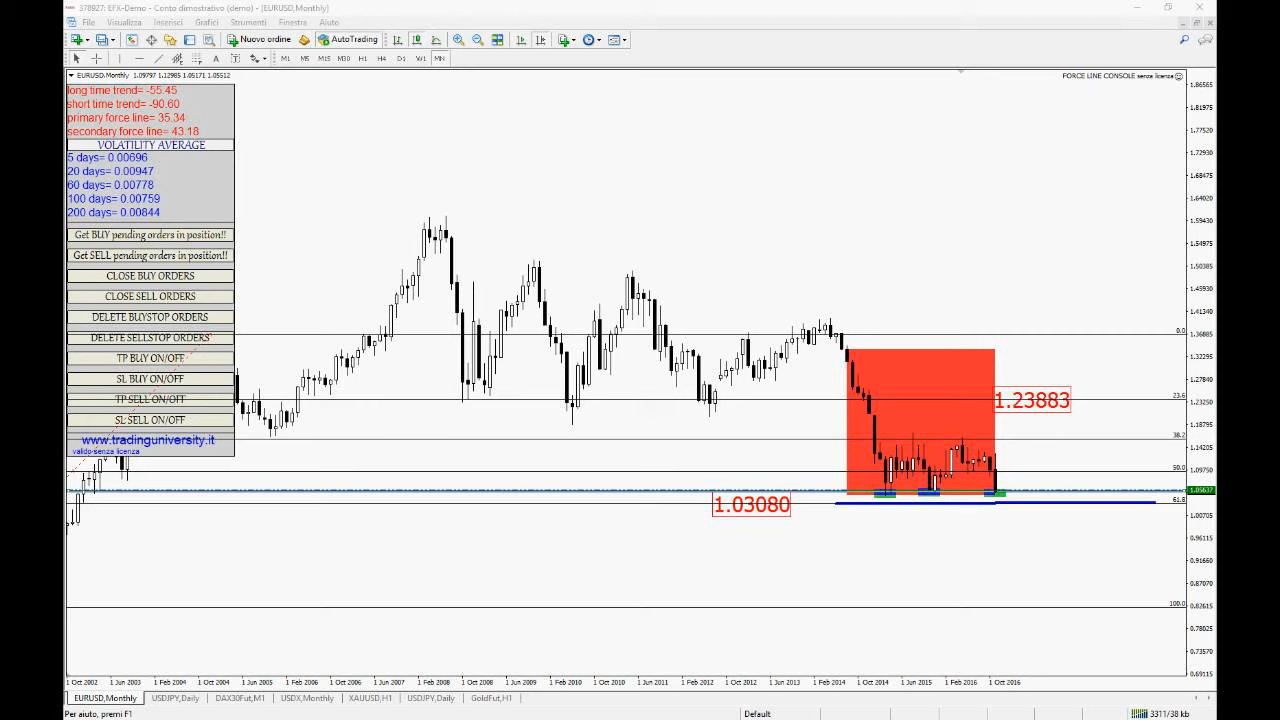 378927: EFX-Demo - Conto dimostrativo (demo) - [EURUSD,Monthly]
File Visualizza Inserisci Grafici Strumenti Finestra Aiuto
Nuovo ordine AutoTrading
M1 M5 M15 M30 H1 H4 D1 W1 MN
EURUSD,Monthly 1.09797 1.12985 1.05171 1.05512
FORCE LINE CONSOLE senza licenza
long time trend= -55.45
short time trend= -90.60
primary force line= 35.34
secondary force line= 43.18
VOLATILITY AVERAGE
5 days= 0.00696
20 days= 0.00947
60 days= 0.00778
100 days= 0.00759
200 days= 0.00844
Get BUY pending orders in position!!
Get SELL pending orders in position!!
CLOSE BUY ORDERS
CLOSE SELL ORDERS
DELETE BUYSTOP ORDERS
DELETE SELLSTOP ORDERS
TP BUY ON/OFF
SL BUY ON/OFF
TP SELL ON/OFF
SL SELL ON/OFF
www.tradinguniversity.it
valido senza licenza
1.23883
1.03080
0.0
23.6
38.2
50.0
61.8
100.0
1.86565
1.81975
1.77520
1.72930
1.68475
1.64020
1.59430
1.54975
1.50385
1.45930
1.41340
1.36885
1.32295
1.27840
1.23250
1.18795
1.14205
1.09750
1.05637
1.00705
0.96115
0.91660
0.87070
0.82615
0.78025
0.73570
0.69115
1 Oct 2002 1 Jun 2003 1 Feb 2004 1 Oct 2004 1 Jun 2005 1 Feb 2006 1 Oct 2006 1 Jun 2007 1 Feb 2008 1 Oct 2008 1 Jun 2009 1 Feb 2010 1 Oct 2010 1 Jun 2011 1 Feb 2012 1 Oct 2012 1 Jun 2013 1 Feb 2014 1 Oct 2014 1 Jun 2015 1 Feb 2016 1 Oct 2016
EURUSD,Monthly USDJPY,Daily DAX30Fut,M1 USDX,Monthly XAUUSD,H1 USDJPY,Daily GoldFut,H1
Per aiuto, premi F1 Default 3311/38 kb